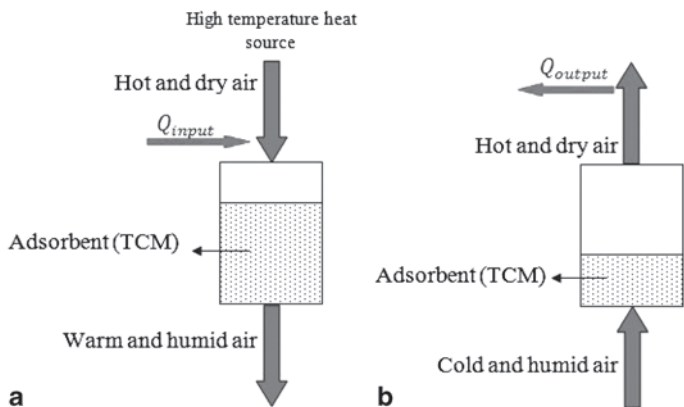 High temperature heat
source
Hot and dry air
Q_input
Adsorbent (TCM)
Warm and humid air
a
Q_output
Hot and dry air
Adsorbent (TCM)
Cold and humid air
b